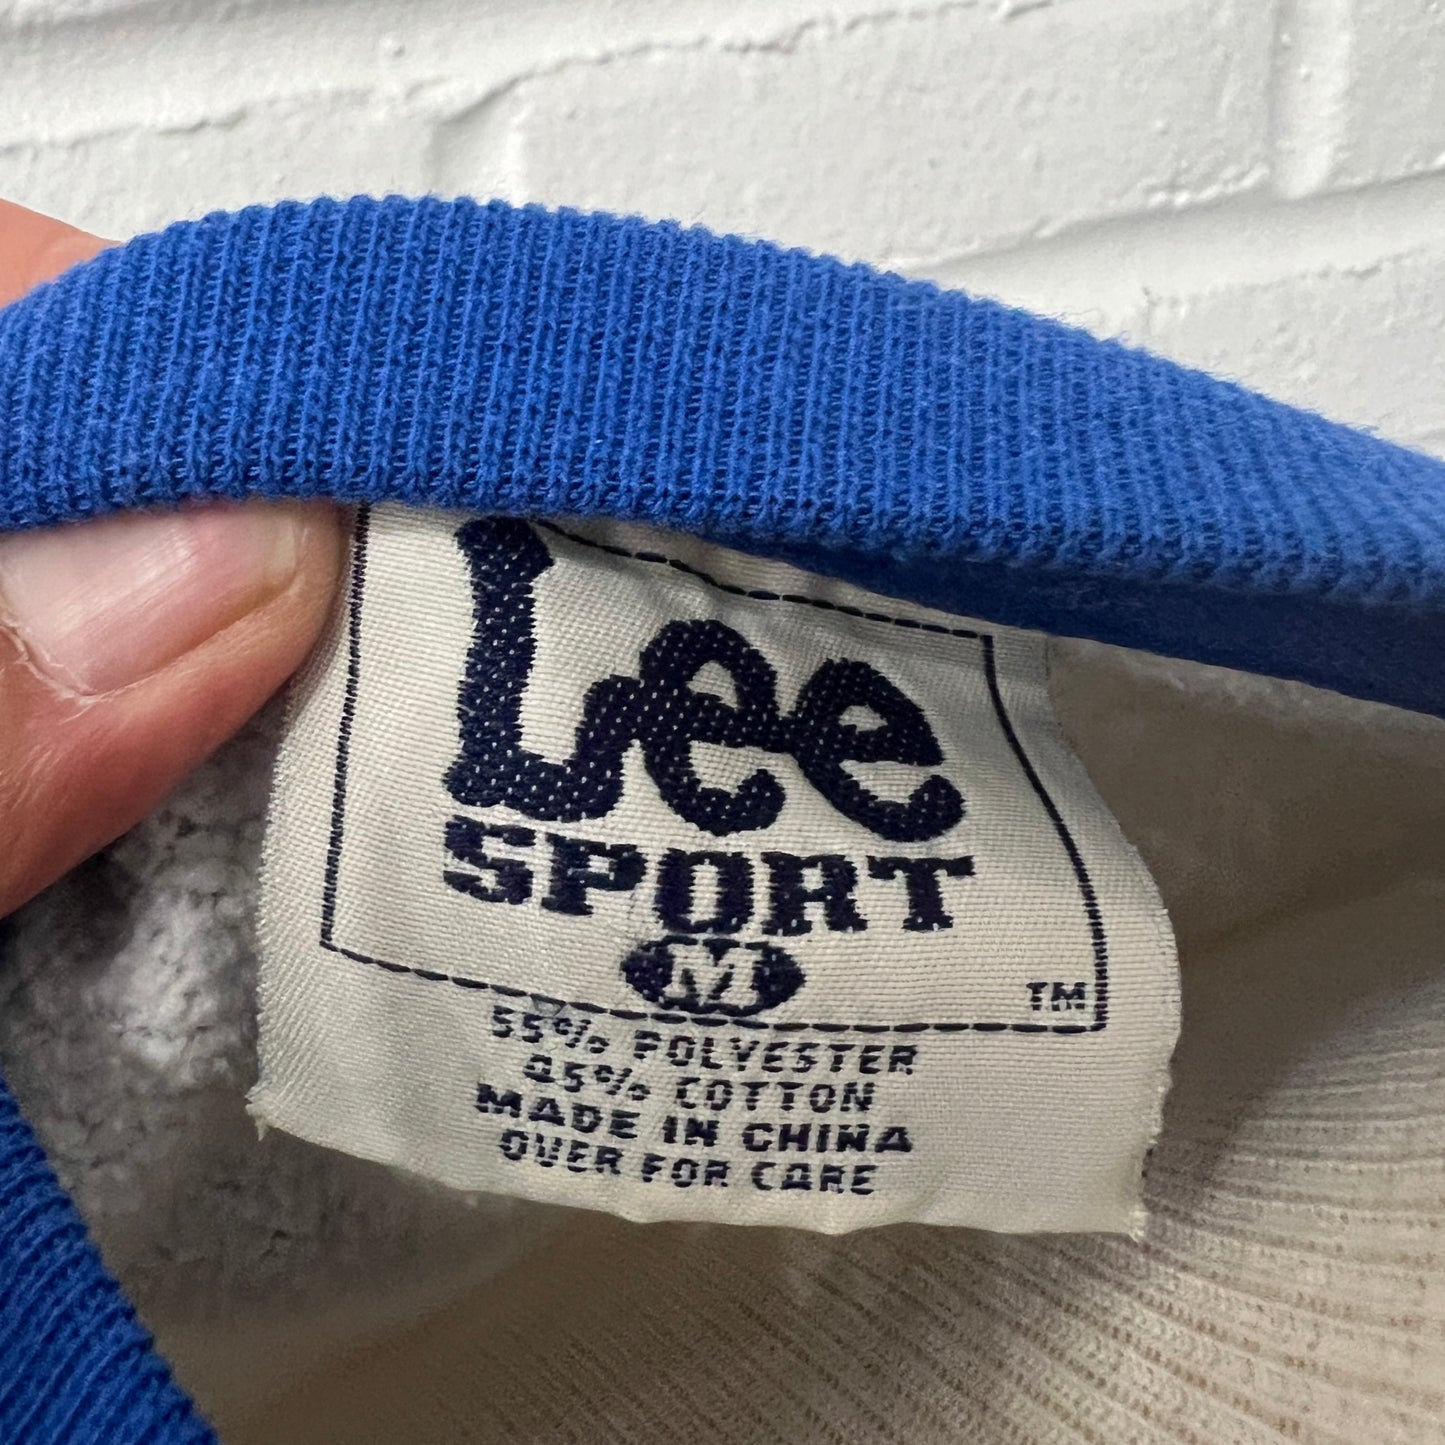 Lee
SPORT
M
TM
55% POLYESTER
45% COTTON
MADE IN CHINA
OVER FOR CARE